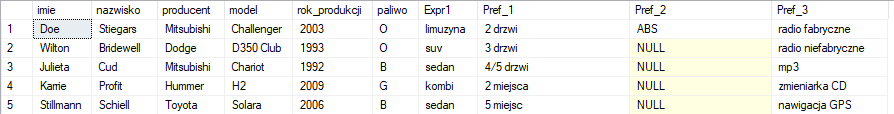 imie nazwisko producent model rok_produkcji paliwo Expr1 Pref_1 Pref_2 Pref_3
1 Doe Stiegars Mitsubishi Challenger 2003 O limuzyna 2 drzwi ABS radio fabryczne
2 Wilton Bridewell Dodge D350 Club 1993 O suv 3 drzwi NULL radio niefabryczne
3 Julieta Cud Mitsubishi Chariot 1992 B sedan 4/5 drzwi NULL mp3
4 Karrie Profit Hummer H2 2009 G kombi 2 miejsca NULL zmieniarka CD
5 Stillmann Schiell Toyota Solara 2006 B sedan 5 miejsc NULL nawigacja GPS